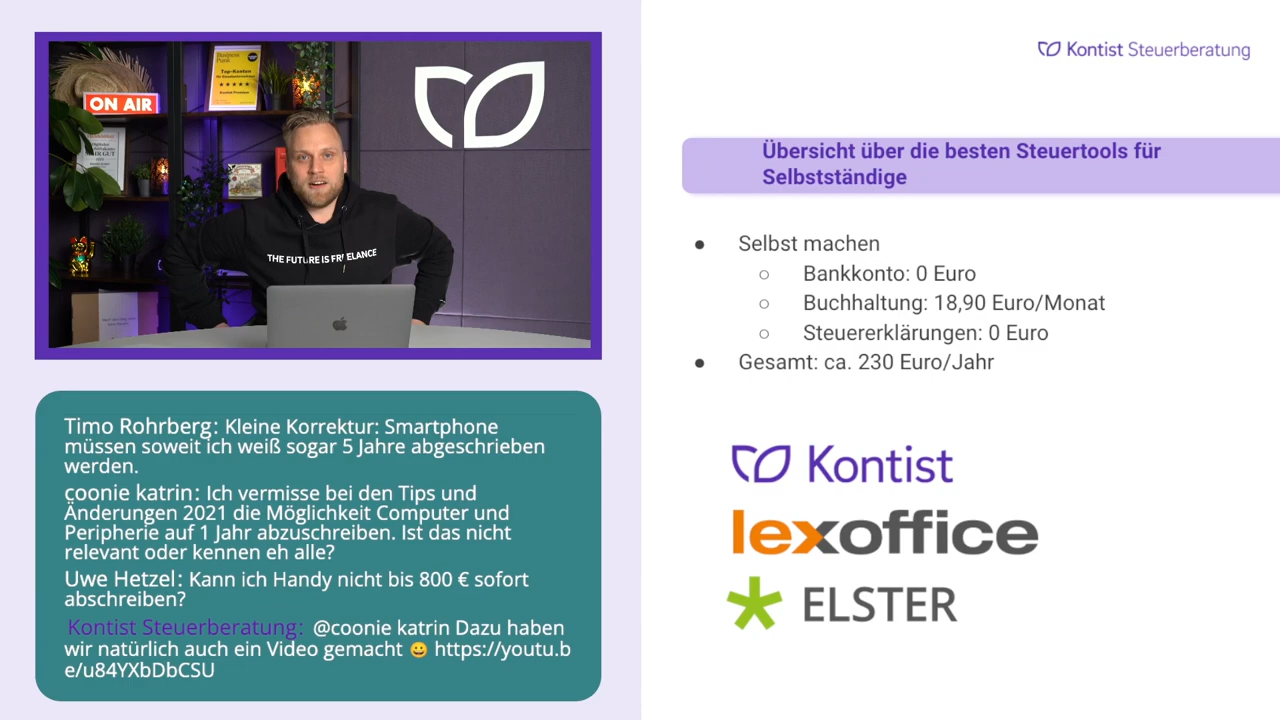 Business Punk
Top-Konten
★★★★★
ON AIR
THE FUTURE IS FREELANCE
Timo Rohrberg: Kleine Korrektur: Smartphone
müssen soweit ich weiß sogar 5 Jahre abgeschrieben
werden.
coonie katrin: Ich vermisse bei den Tips und
Änderungen 2021 die Möglichkeit Computer und
Peripherie auf 1 Jahr abzuschreiben. Ist das nicht
relevant oder kennen eh alle?
Uwe Hetzel: Kann ich Handy nicht bis 800 € sofort
abschreiben?
Kontist Steuerberatung: @coonie katrin Dazu haben
wir natürlich auch ein Video gemacht 😀 https://youtu.b
e/u84YXbDbCSU
Kontist Steuerberatung
Übersicht über die besten Steuertools für
Selbstständige
● Selbst machen
○ Bankkonto: 0 Euro
○ Buchhaltung: 18,90 Euro/Monat
○ Steuererklärungen: 0 Euro
● Gesamt: ca. 230 Euro/Jahr
Kontist
lexoffice
ELSTER